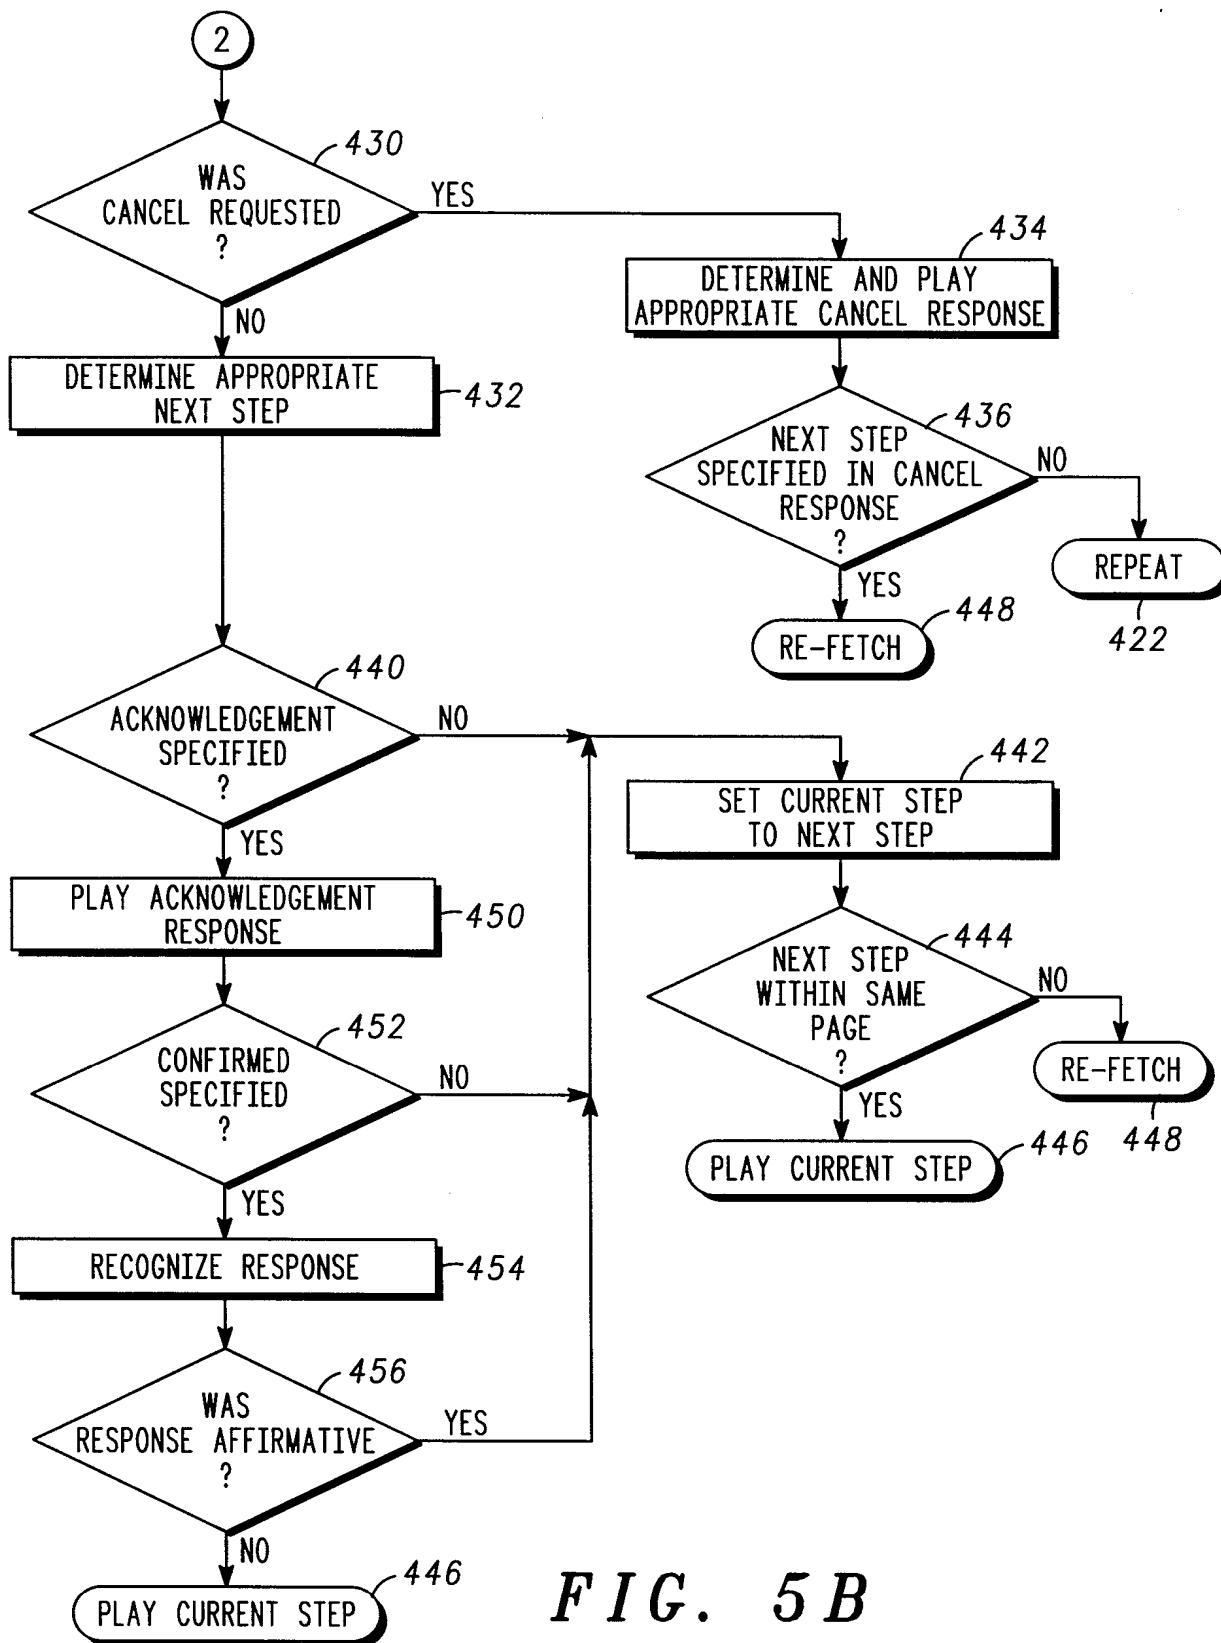 2
430
WAS
CANCEL REQUESTED
?
YES
NO
434
DETERMINE AND PLAY
APPROPRIATE CANCEL RESPONSE
DETERMINE APPROPRIATE
NEXT STEP
432
436
NEXT STEP
SPECIFIED IN CANCEL
RESPONSE
?
NO
YES
REPEAT
422
448
RE-FETCH
440
ACKNOWLEDGEMENT
SPECIFIED
?
NO
YES
442
SET CURRENT STEP
TO NEXT STEP
PLAY ACKNOWLEDGEMENT
RESPONSE
450
444
NEXT STEP
WITHIN SAME
PAGE
?
NO
YES
RE-FETCH
448
PLAY CURRENT STEP
446
452
CONFIRMED
SPECIFIED
?
NO
YES
RECOGNIZE RESPONSE
454
456
WAS
RESPONSE AFFIRMATIVE
?
YES
NO
446
PLAY CURRENT STEP
FIG. 5B